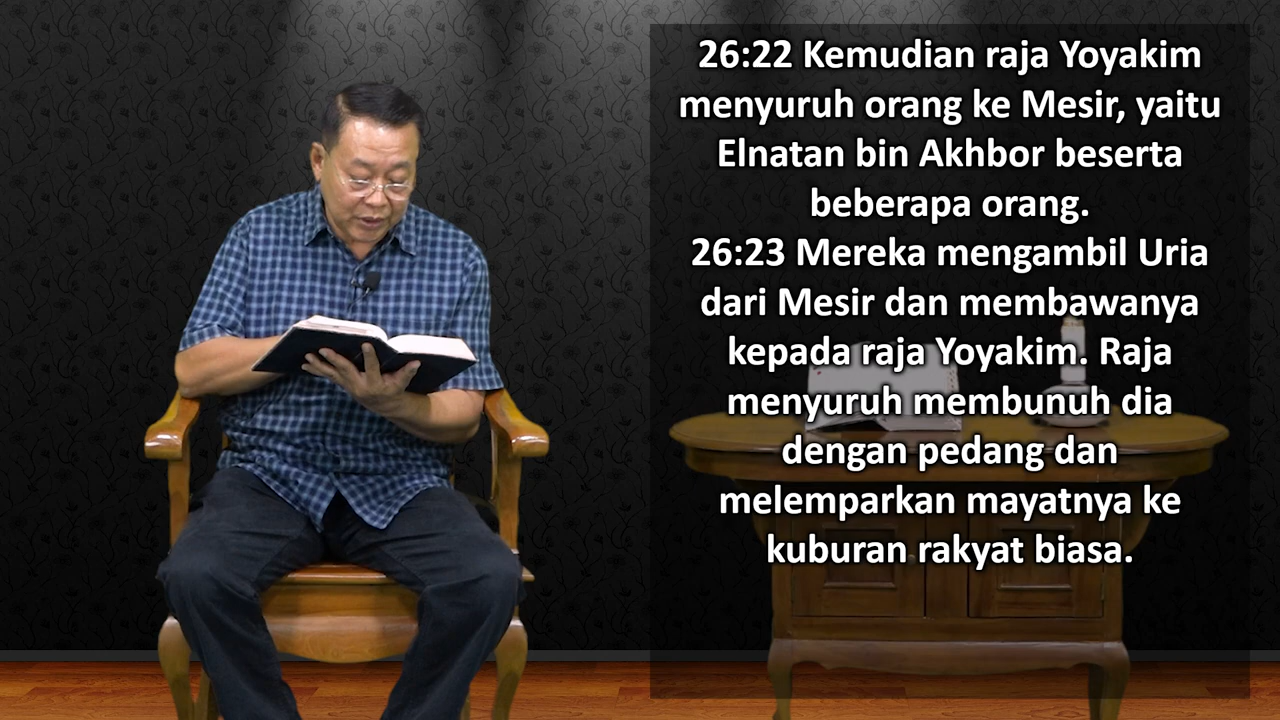 26:22 Kemudian raja Yoyakim
menyuruh orang ke Mesir, yaitu
Elnatan bin Akhbor beserta
beberapa orang.
26:23 Mereka mengambil Uria
dari Mesir dan membawanya
kepada raja Yoyakim. Raja
menyuruh membunuh dia
dengan pedang dan
melemparkan mayatnya ke
kuburan rakyat biasa.